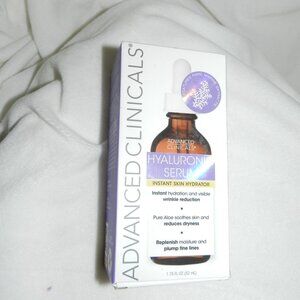 ADVANCED CLINICALS®
ADVANCED
CLINICALS®
HYALURONIC
SERUM
INSTANT SKIN HYDRATOR
Instant hydration and visible
wrinkle reduction
Pure Aloe soothes skin and
reduces dryness
Replenish moisture and
plump fine lines
1.75 FL OZ (52 mL)